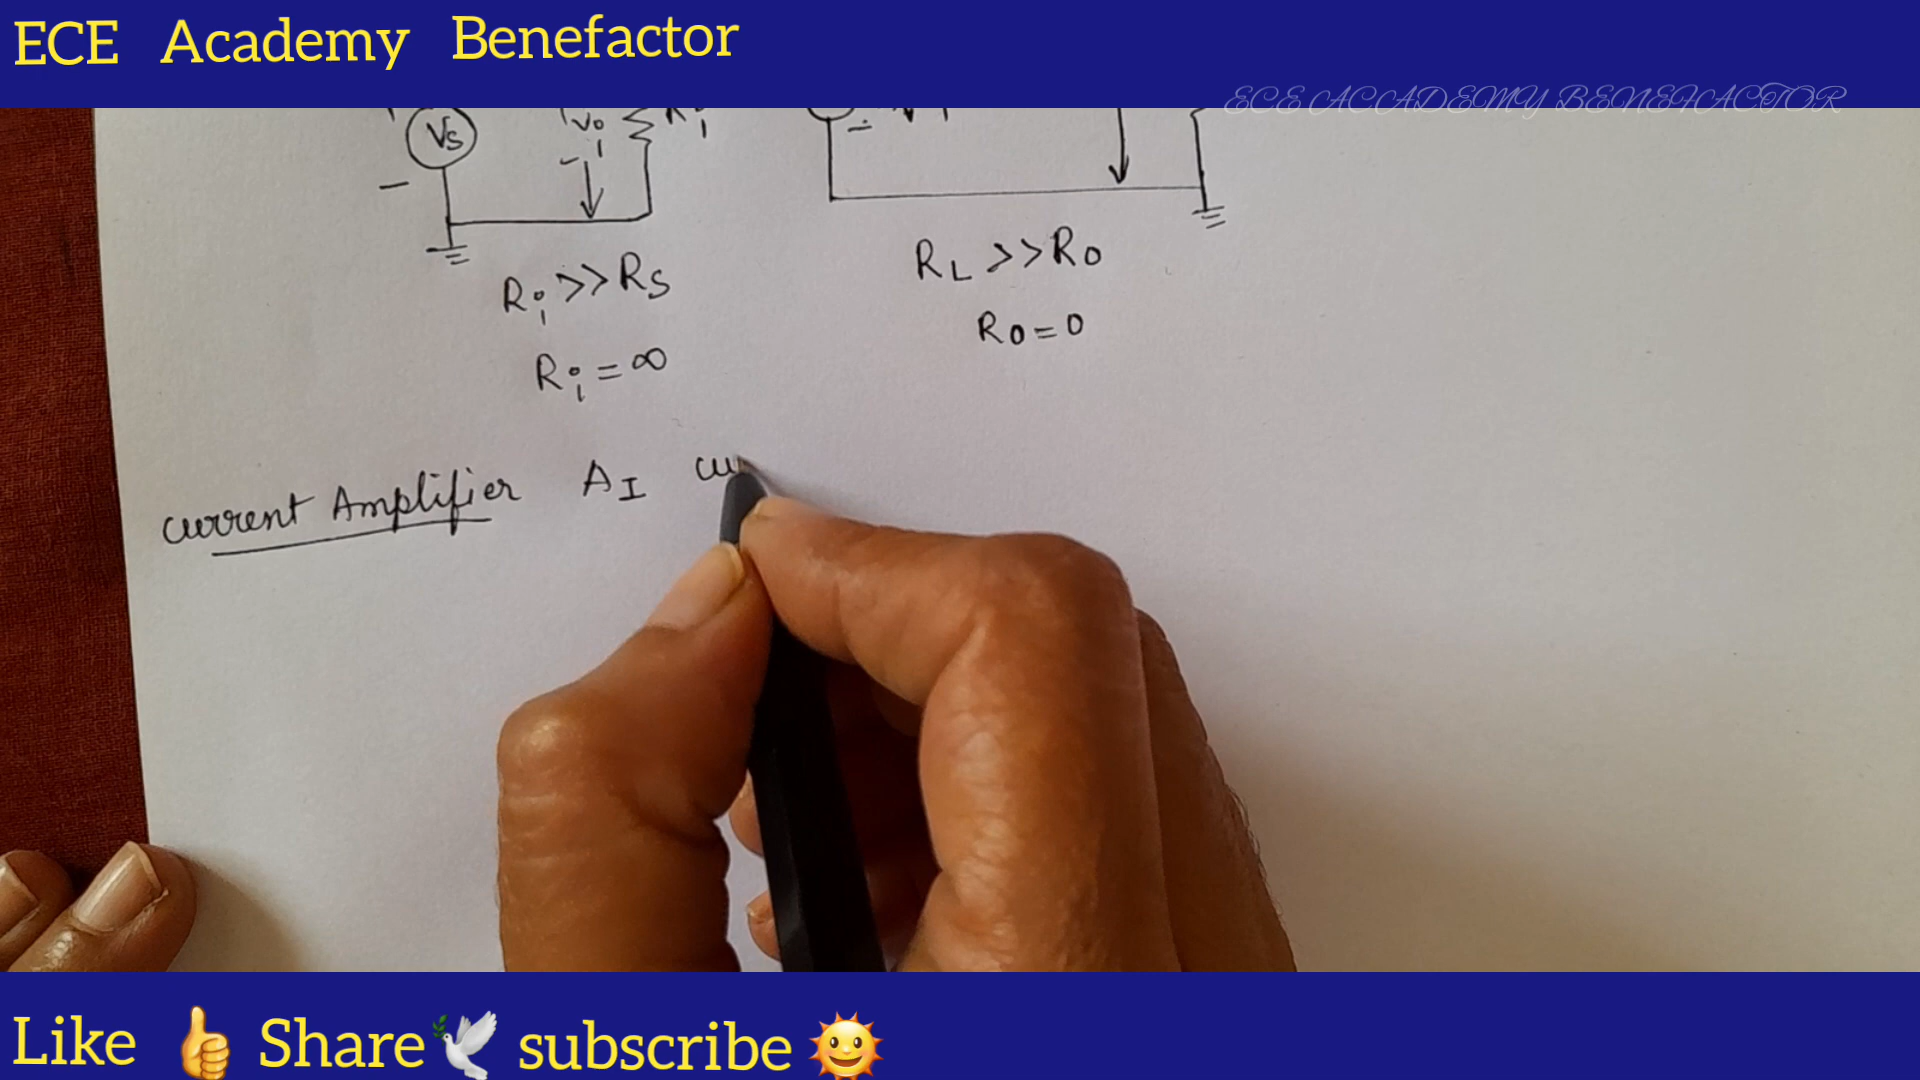 ECE Academy Benefactor
ECE ACCADEMY BENEFACTOR
Vs
Ri >> Rs
RL >> Ro
Ro = 0
Ri = ∞
Current Amplifier AI cu
Like 👍 Share🕊 subscribe 🌞